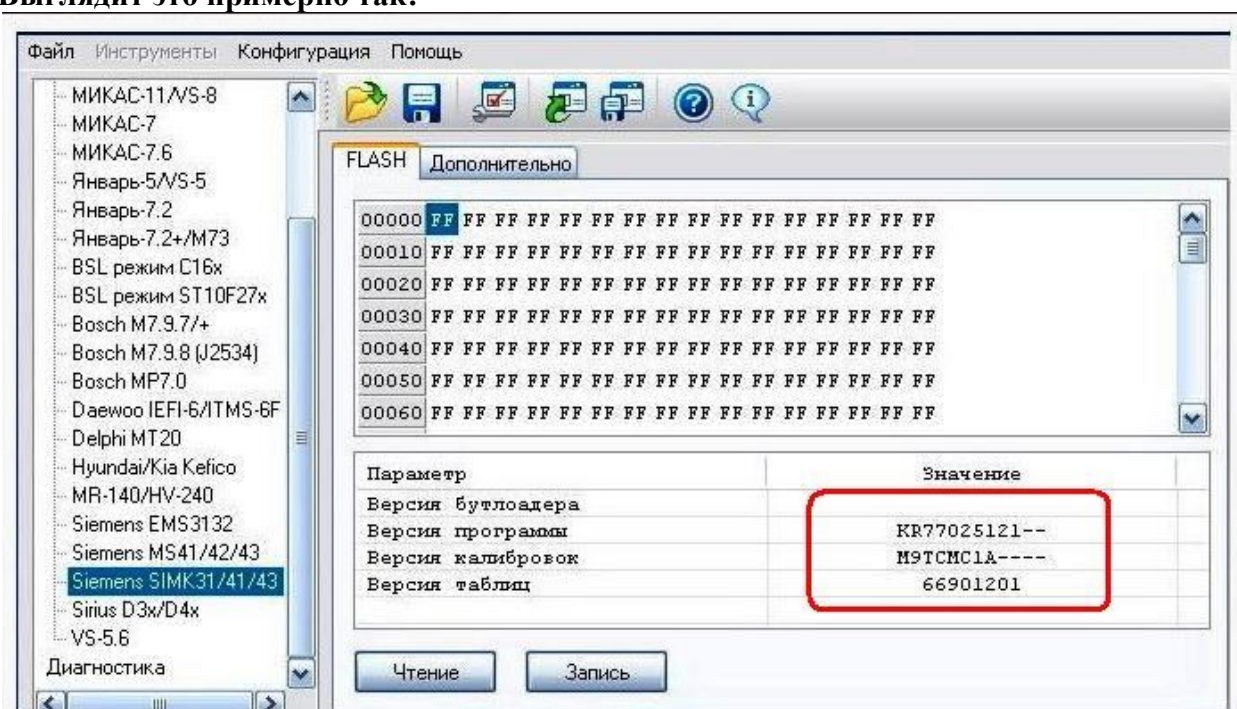 Выглядит это примерно так:
Файл Инструменты Конфигурация Помощь
МИКАС-11/VS-8
МИКАС-7
МИКАС-7.6
Январь-5/VS-5
Январь-7.2
Январь-7.2+/М73
BSL режим C16x
BSL режим ST10F27x
Bosch M7.9.7/+
Bosch M7.9.8 (J2534)
Bosch MP7.0
Daewoo IEFI-6/ITMS-6F
Delphi MT20
Hyundai/Kia Kefico
MR-140/HV-240
Siemens EMS3132
Siemens MS41/42/43
Siemens SIMK31/41/43
Sirius D3x/D4x
VS-5.6
Диагностика
FLASH Дополнительно
00000 FF FF FF FF FF FF FF FF FF FF FF FF FF FF FF FF
00010 FF FF FF FF FF FF FF FF FF FF FF FF FF FF FF FF
00020 FF FF FF FF FF FF FF FF FF FF FF FF FF FF FF FF
00030 FF FF FF FF FF FF FF FF FF FF FF FF FF FF FF FF
00040 FF FF FF FF FF FF FF FF FF FF FF FF FF FF FF FF
00050 FF FF FF FF FF FF FF FF FF FF FF FF FF FF FF FF
00060 FF FF FF FF FF FF FF FF FF FF FF FF FF FF FF FF
Параметр Значение
Версия бутлоадера
Версия программы KR77025121--
Версия калибровок M9TCMC1A----
Версия таблиц 66901201
Чтение Запись